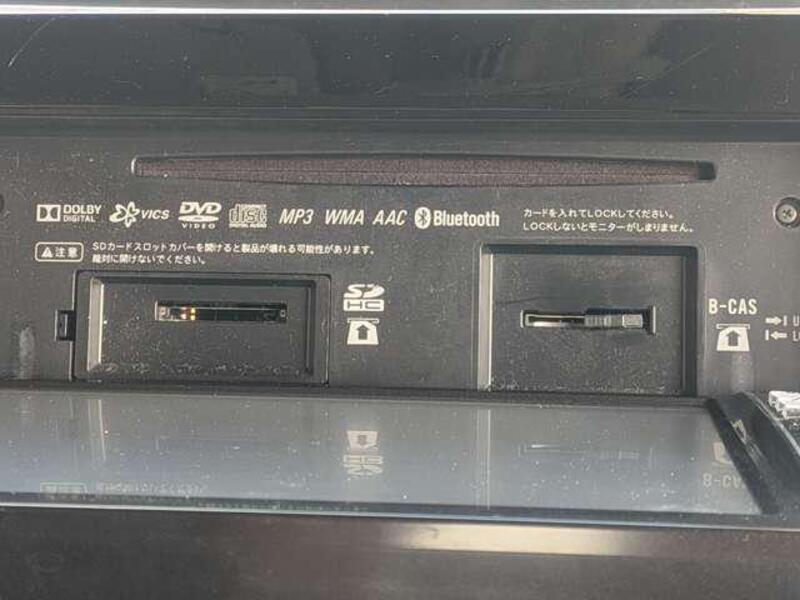 DOLBY DIGITAL VICS DVD VIDEO disc DIGITAL AUDIO MP3 WMA AAC Bluetooth
カードを入れてLOCKしてください。
LOCKしないとモニターがしまりません。
注意
SDカードスロットカバーを開けると製品が壊れる可能性があります。
絶対に開けないでください。
SD HC
B-CAS